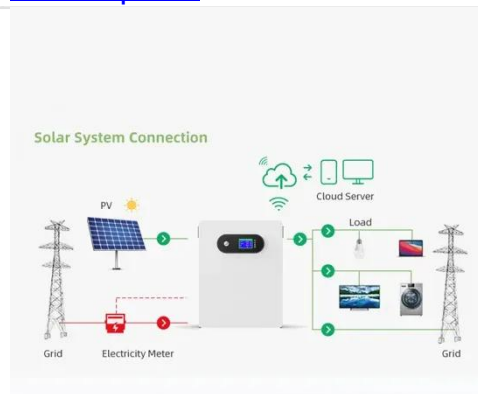 Solar System Connection
Cloud Server
PV
Load
Grid
Electricity Meter
Grid